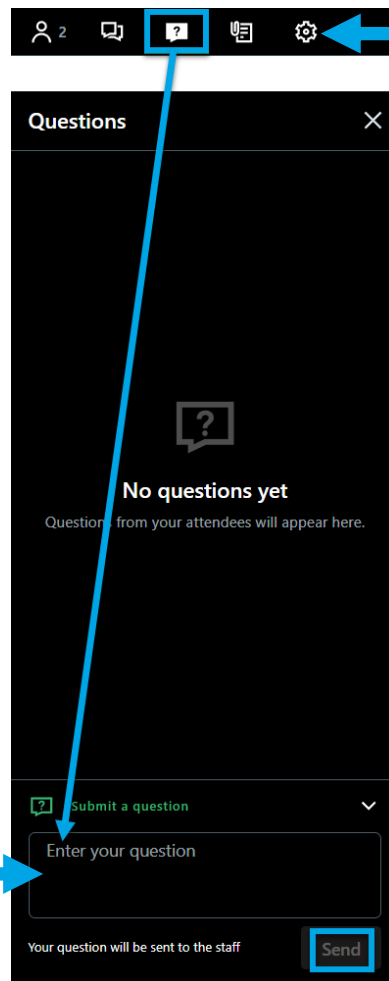 2
Questions
No questions yet
Questions from your attendees will appear here.
Submit a question
Enter your question
Your question will be sent to the staff
Send